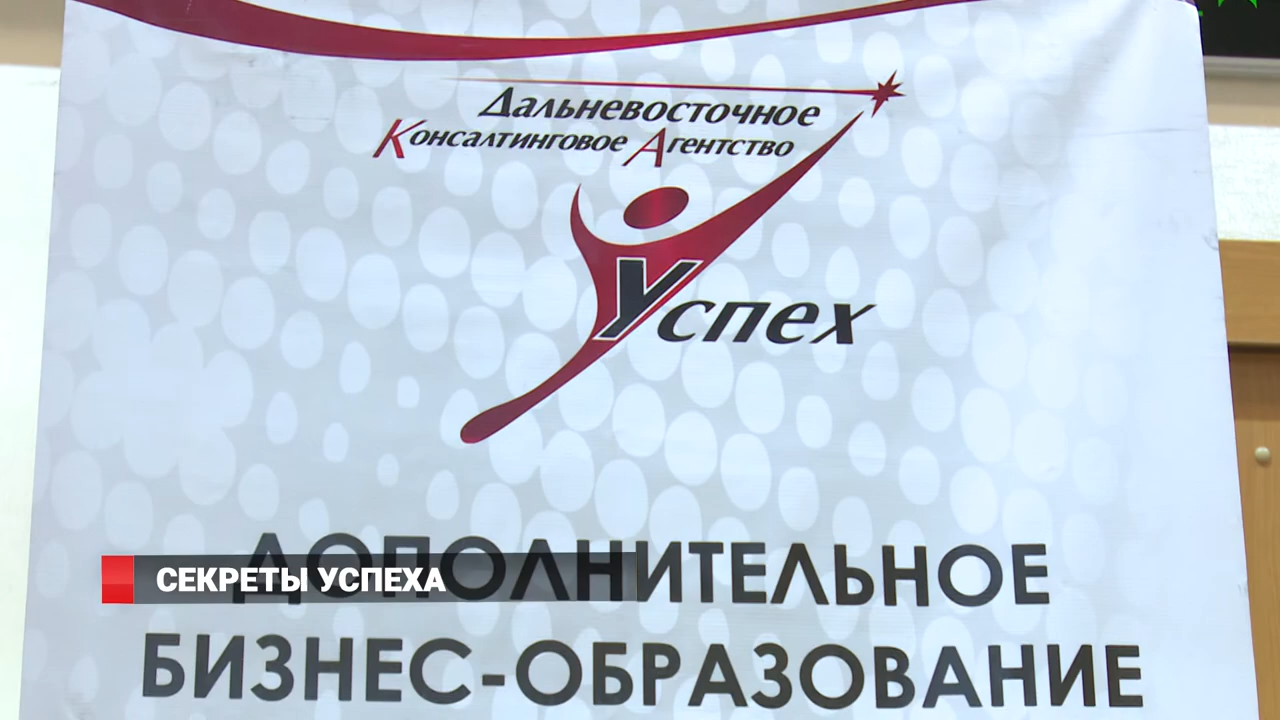 Дальневосточное
Консалтинговое Агентство
Успех
СЕКРЕТЫ УСПЕХА
ДОПОЛНИТЕЛЬНОЕ
БИЗНЕС-ОБРАЗОВАНИЕ